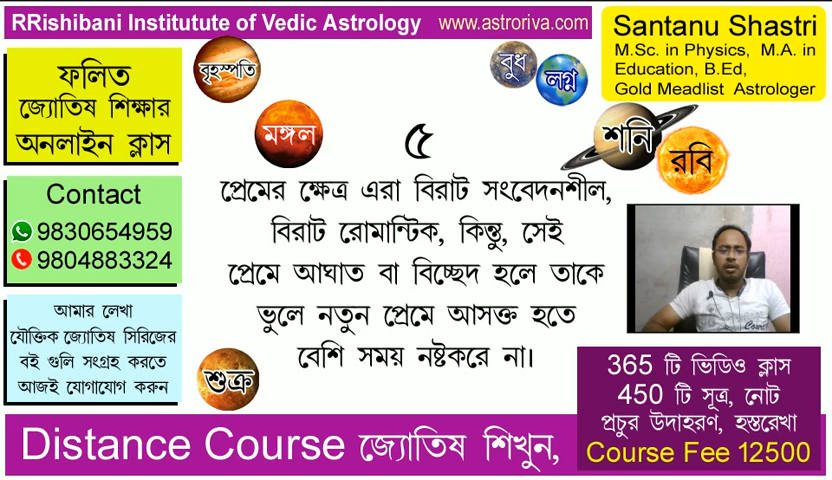 RRishibani Institutute of Vedic Astrology www.astroriva.com
Santanu Shastri
M.Sc. in Physics, M.A. in
Education, B.Ed,
Gold Meadlist Astrologer
ফলিত
জ্যোতিষ শিক্ষার
অনলাইন ক্লাস
বৃহস্পতি
বুধ
লগ্ন
মঙ্গল
শনি
রবি
৫
প্রেমের ক্ষেত্র এরা বিরাট সংবেদনশীল,
বিরাট রোমান্টিক, কিন্তু, সেই
প্রেমে আঘাত বা বিচ্ছেদ হলে তাকে
ভুলে নতুন প্রেমে আসক্ত হতে
বেশি সময় নষ্টকরে না।
Contact
9830654959
9804883324
আমার লেখা
যৌক্তিক জ্যোতিষ সিরিজের
বই গুলি সংগ্রহ করতে
আজই যোগাযোগ করুন
শুক্র
365 টি ভিডিও ক্লাস
450 টি সূত্র, নোট
প্রচুর উদাহরণ, হস্তরেখা
Course Fee 12500
Distance Course জ্যোতিষ শিখুন,